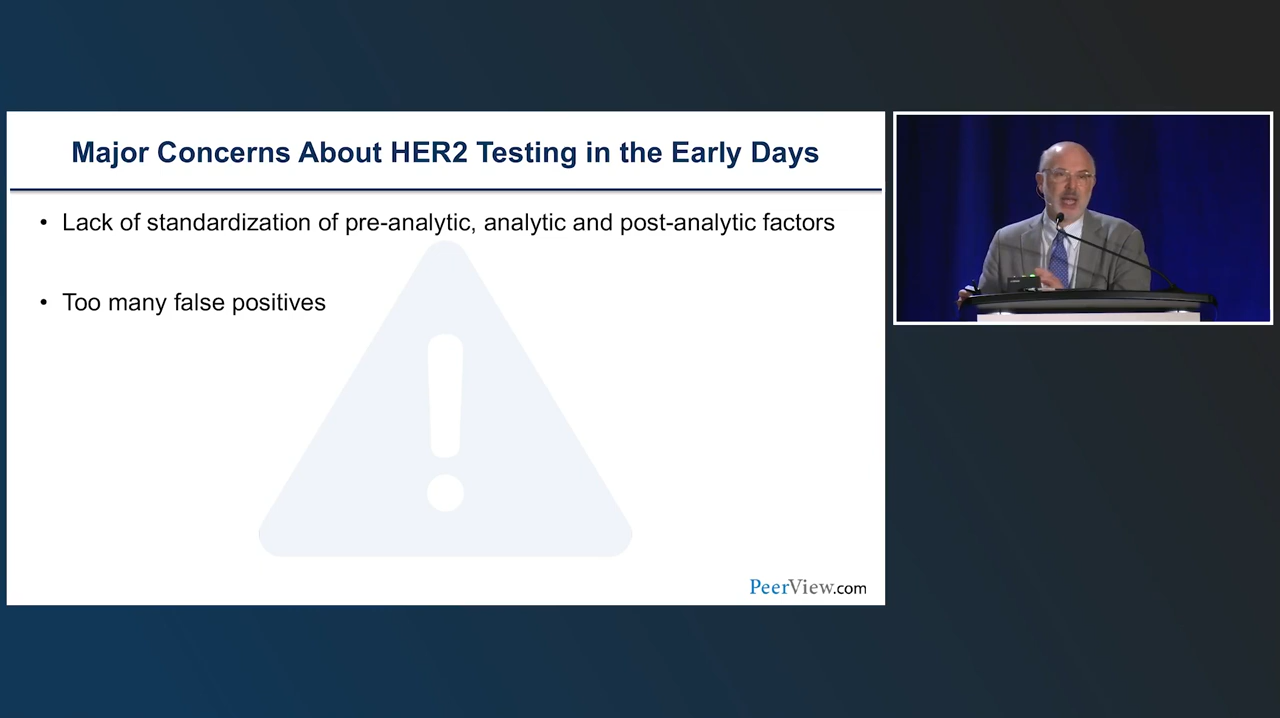 Major Concerns About HER2 Testing in the Early Days
• Lack of standardization of pre-analytic, analytic and post-analytic factors
• Too many false positives
PeerView.com